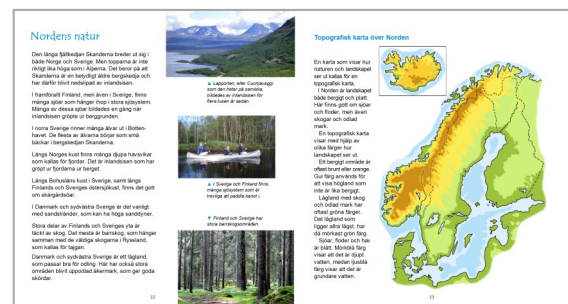 Nordens natur
Den långa fjällkedjan Skanderna breder ut sig i
både Norge och Sverige. Men topparna är inte
riktigt lika höga som i Alperna. Det beror på att
Skanderna är en betydligt äldre bergskedja och
har därför blivit nedslipad av inlandsisen.
I framförallt Finland, men även i Sverige, finns
många sjöar som hänger ihop i stora sjösystem.
Många av dessa sjöar bildades en gång när
inlandsisen gröpte ur berggrunden.
I norra Sverige rinner många älvar ut i Botten-
havet. De flesta av älvarna börjar som små
bäckar i bergskedjan Skanderna.
Längs Norges kust finns många djupa havsvikar
som kallas för fjordar. Det är inlandsisen som har
gröpt ur fjordarna ur berget.
Längs Bohusläns kust i Sverige, samt längs
Finlands och Sveriges östersjökust, finns det gott
om skärgårdsöar.
I Danmark och sydvästra Sverige är det vanligt
med sandstränder, som kan ha höga sanddyner.
Stora delar av Finlands och Sveriges yta är
täckt av skog. Det mesta är barrskog, som hänger
samman med de väldiga skogarna i Ryssland,
som kallas för tajgan.
Danmark och sydvästra Sverige är ett lågland,
som passar bra för odling. Här har också stora
områden blivit uppodlad åkermark, som ger goda
skördar.
22
▲ Lapporten, eller Cuonjavaggi
som den heter på samiska,
bildades av inlandsisen för
flera tusen år sedan.
▲ I Sverige och Finland finns
många sjösystem som är
trevliga att paddla kanot i.
▼ Finland och Sverige har
stora barrskogsområden.
Topografisk karta över Norden
En karta som visar hur
naturen och landskapet
ser ut kallas för en
topografisk karta.
I Norden är landskapet
både bergigt och platt.
Här finns gott om sjöar
och floder, men även
skogar och odlad
mark.
En topografisk karta
visar med hjälp av
olika färger hur
landskapet ser ut.
Ett bergigt område är
oftast brunt eller orange.
Gul färg används för
att visa högland som
inte är lika bergigt.
Lågland med skog
och odlad mark har
oftast gröna färger.
Det lågland som
ligger allra lägst, har
då mörkast grön färg.
Sjöar, floder och hav
är blått. Mörkblå färg
visar att det är djupt
vatten, medan ljusblå
färg visar att det är
grundare vatten.
23